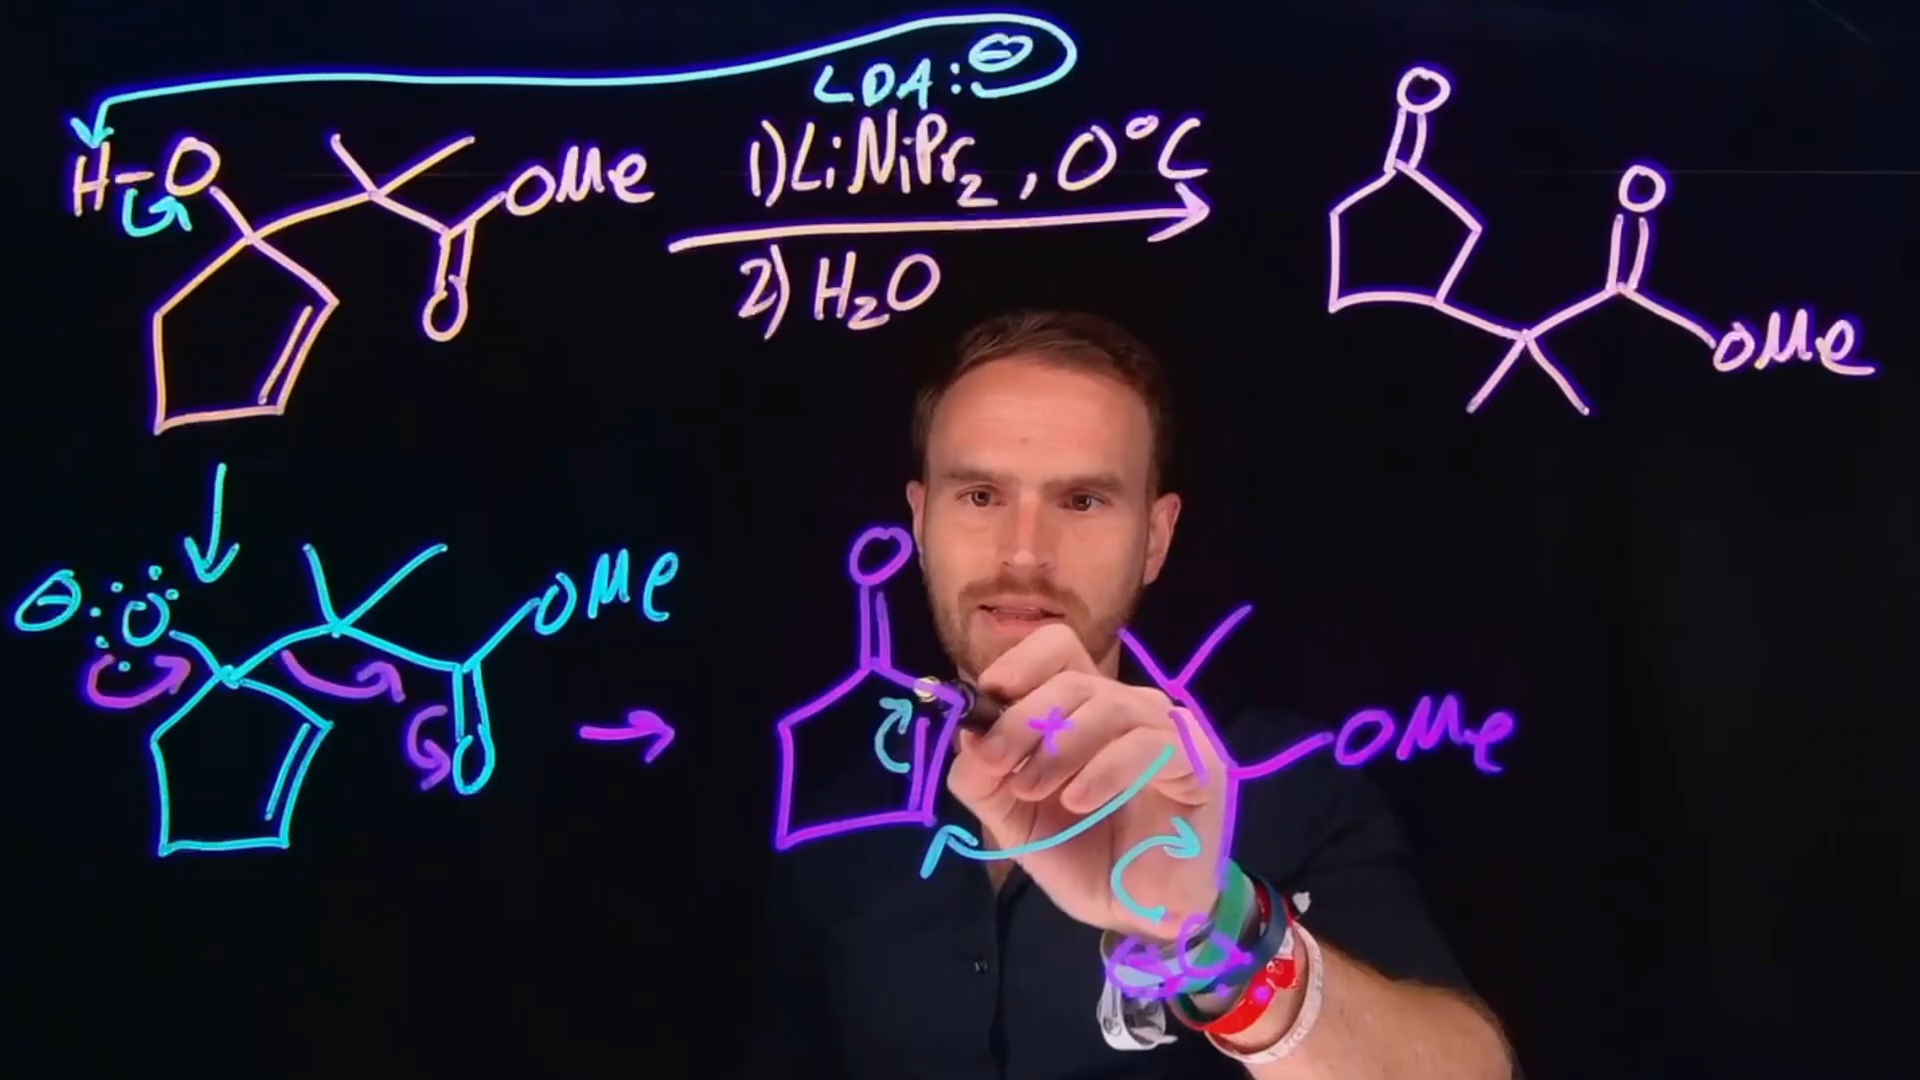 LDA:⊖
H-O
OMe
O
1) LiNiPr₂, 0°C
2) H₂O
O
O
OMe
⊖:O:
OMe
O
O
+
OMe
⊖O